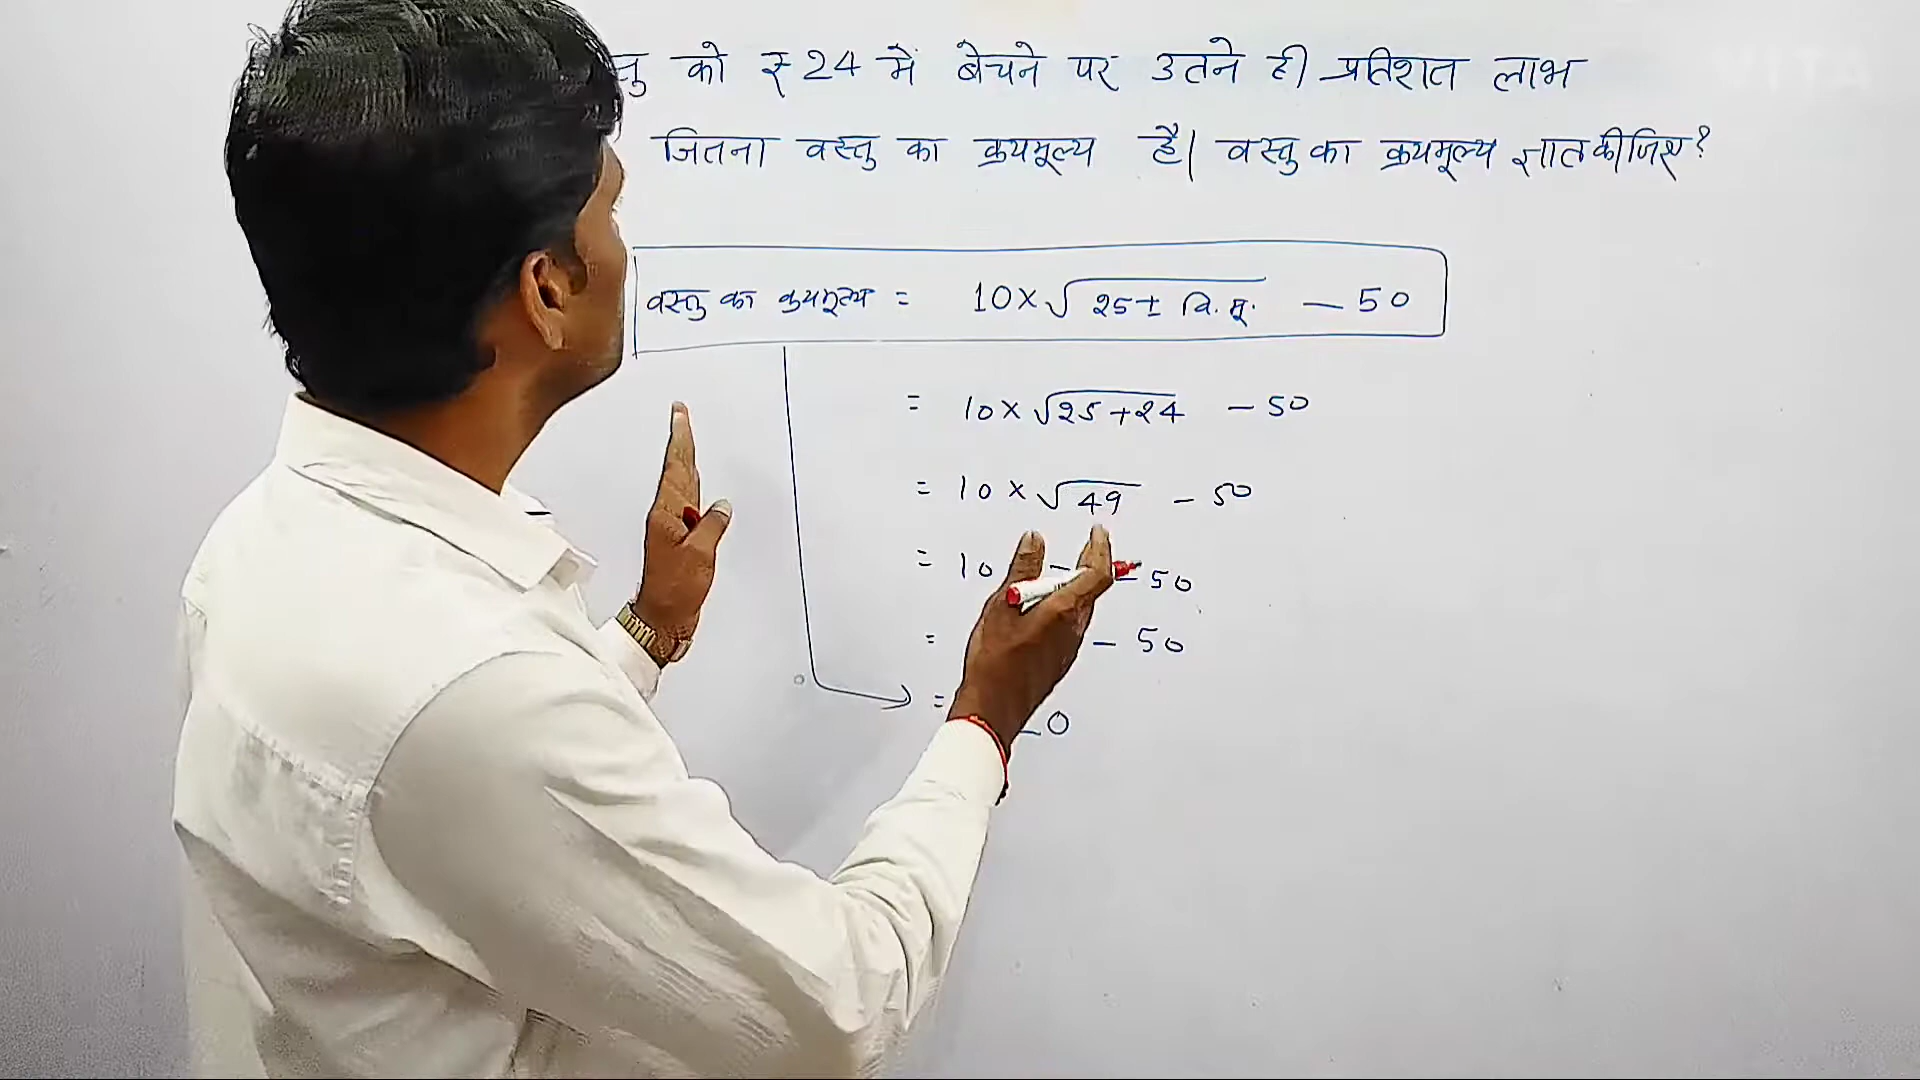 को ₹ 24 में बेचने पर उतने ही प्रतिशत लाभ
जितना वस्तु का क्रयमूल्य है। वस्तु का क्रयमूल्य ज्ञात कीजिए?
वस्तु का क्रयमूल्य = 10×√25± वि.मू. - 50
= 10×√25+24 - 50
= 10×√49 - 50
= 10 - 50
= - 50
= 20